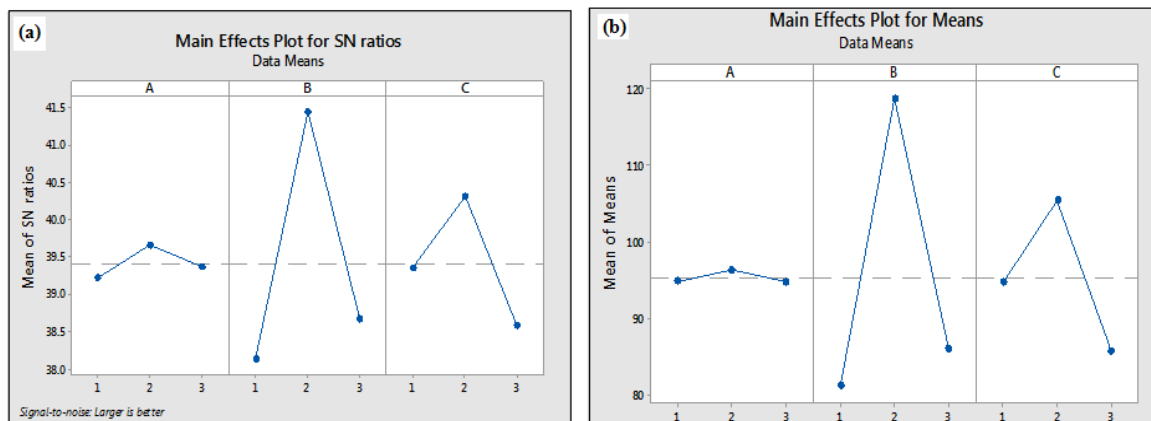 (a)
Main Effects Plot for SN ratios
Data Means
A B C
Mean of SN ratios
41.5
41.0
40.5
40.0
39.5
39.0
38.5
38.0
1 2 3 1 2 3 1 2 3
Signal-to-noise: Larger is better
(b)
Main Effects Plot for Means
Data Means
A B C
Mean of Means
120
110
100
90
80
1 2 3 1 2 3 1 2 3